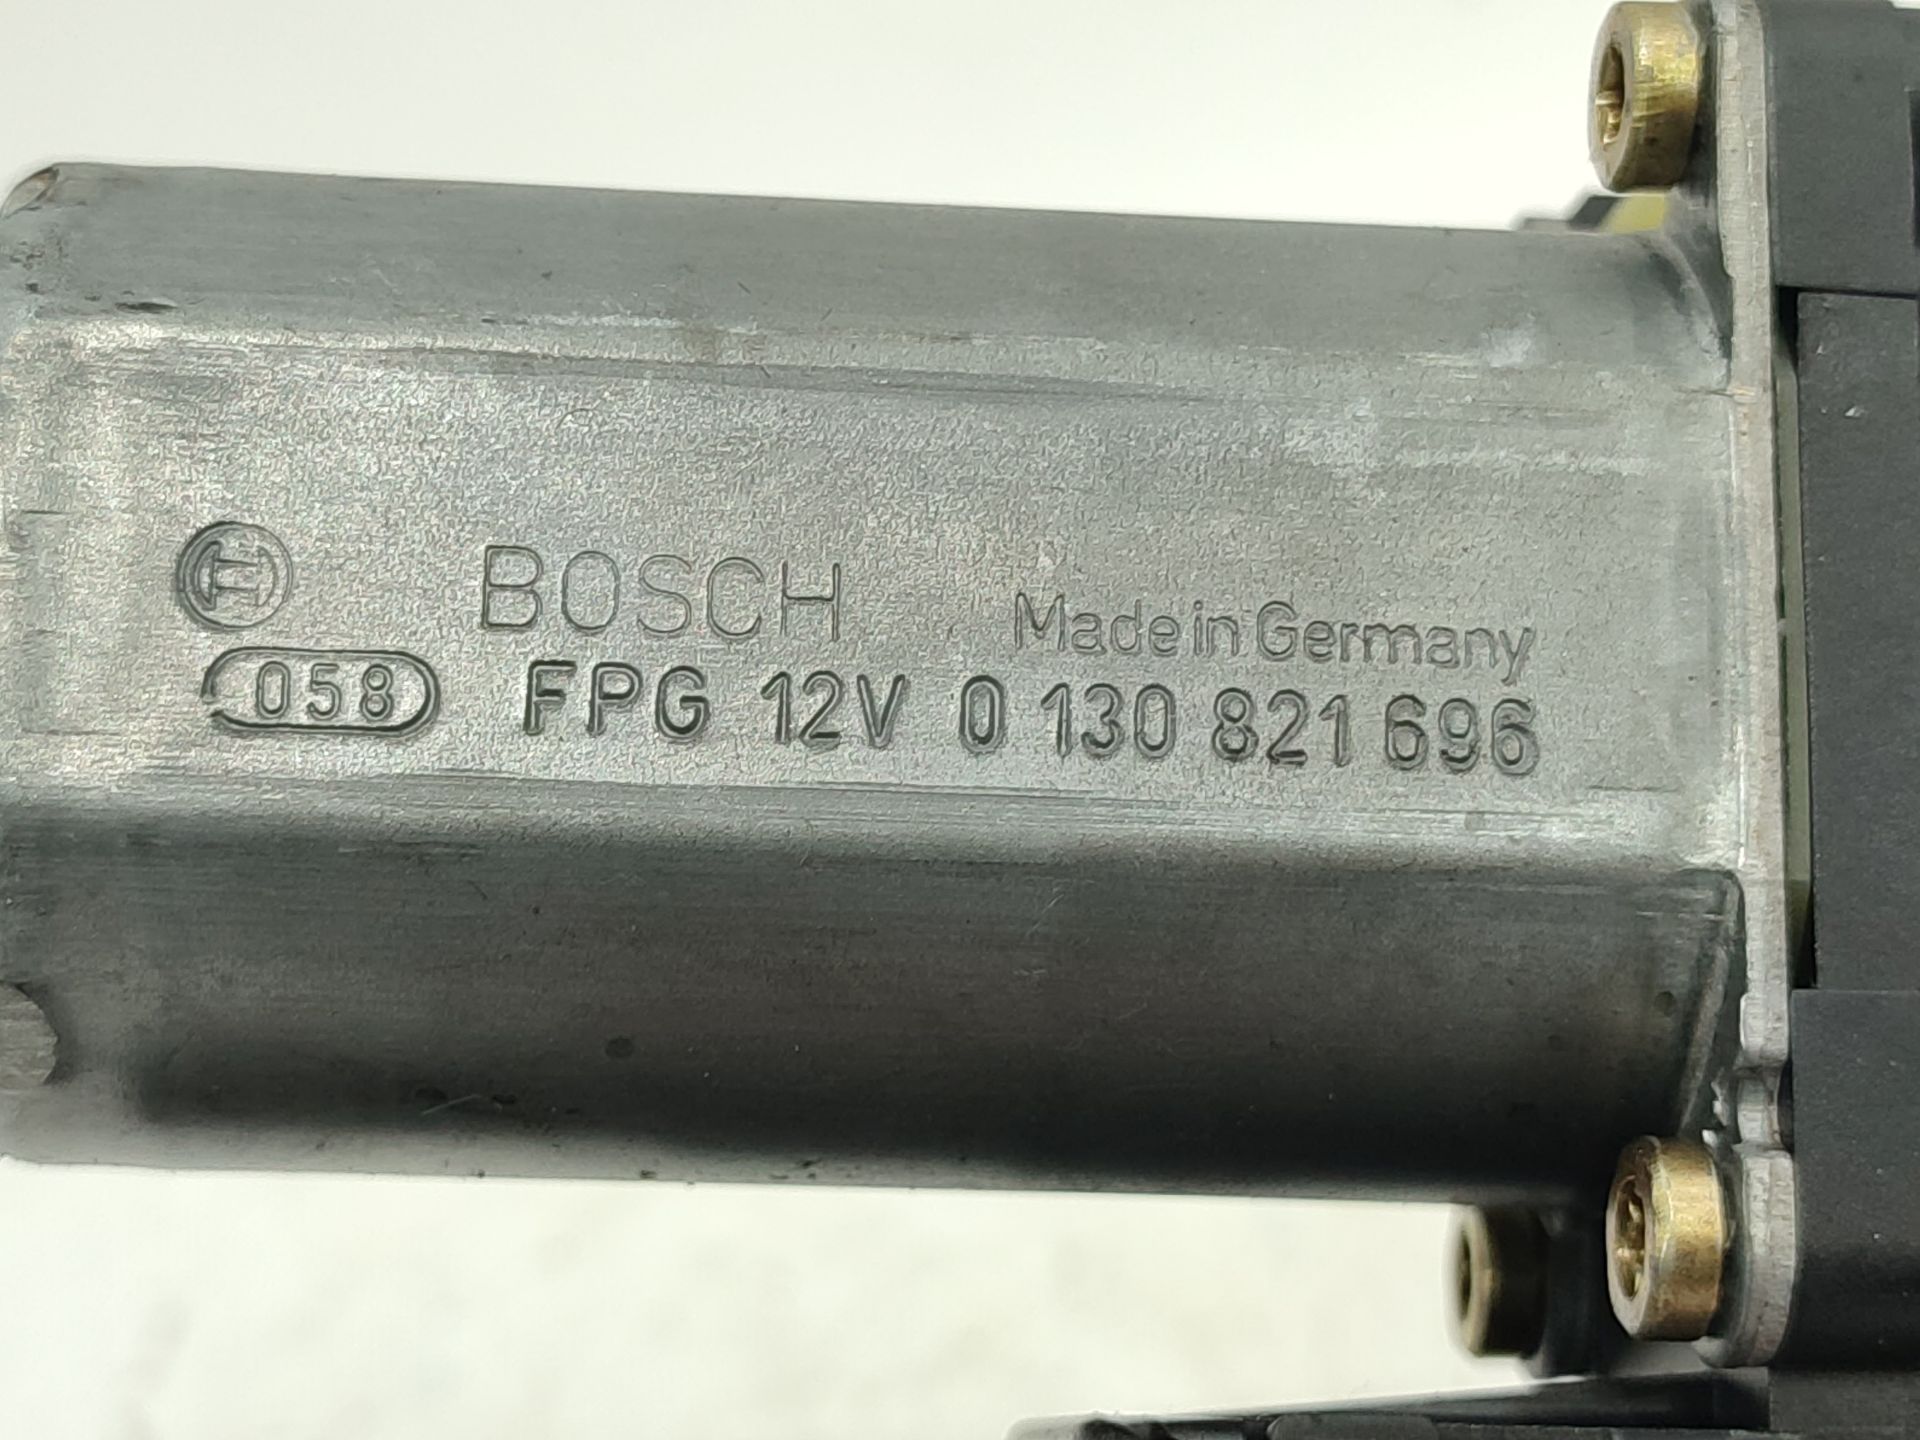 BOSCH Made in Germany
058 FPG 12V 0 130 821 696